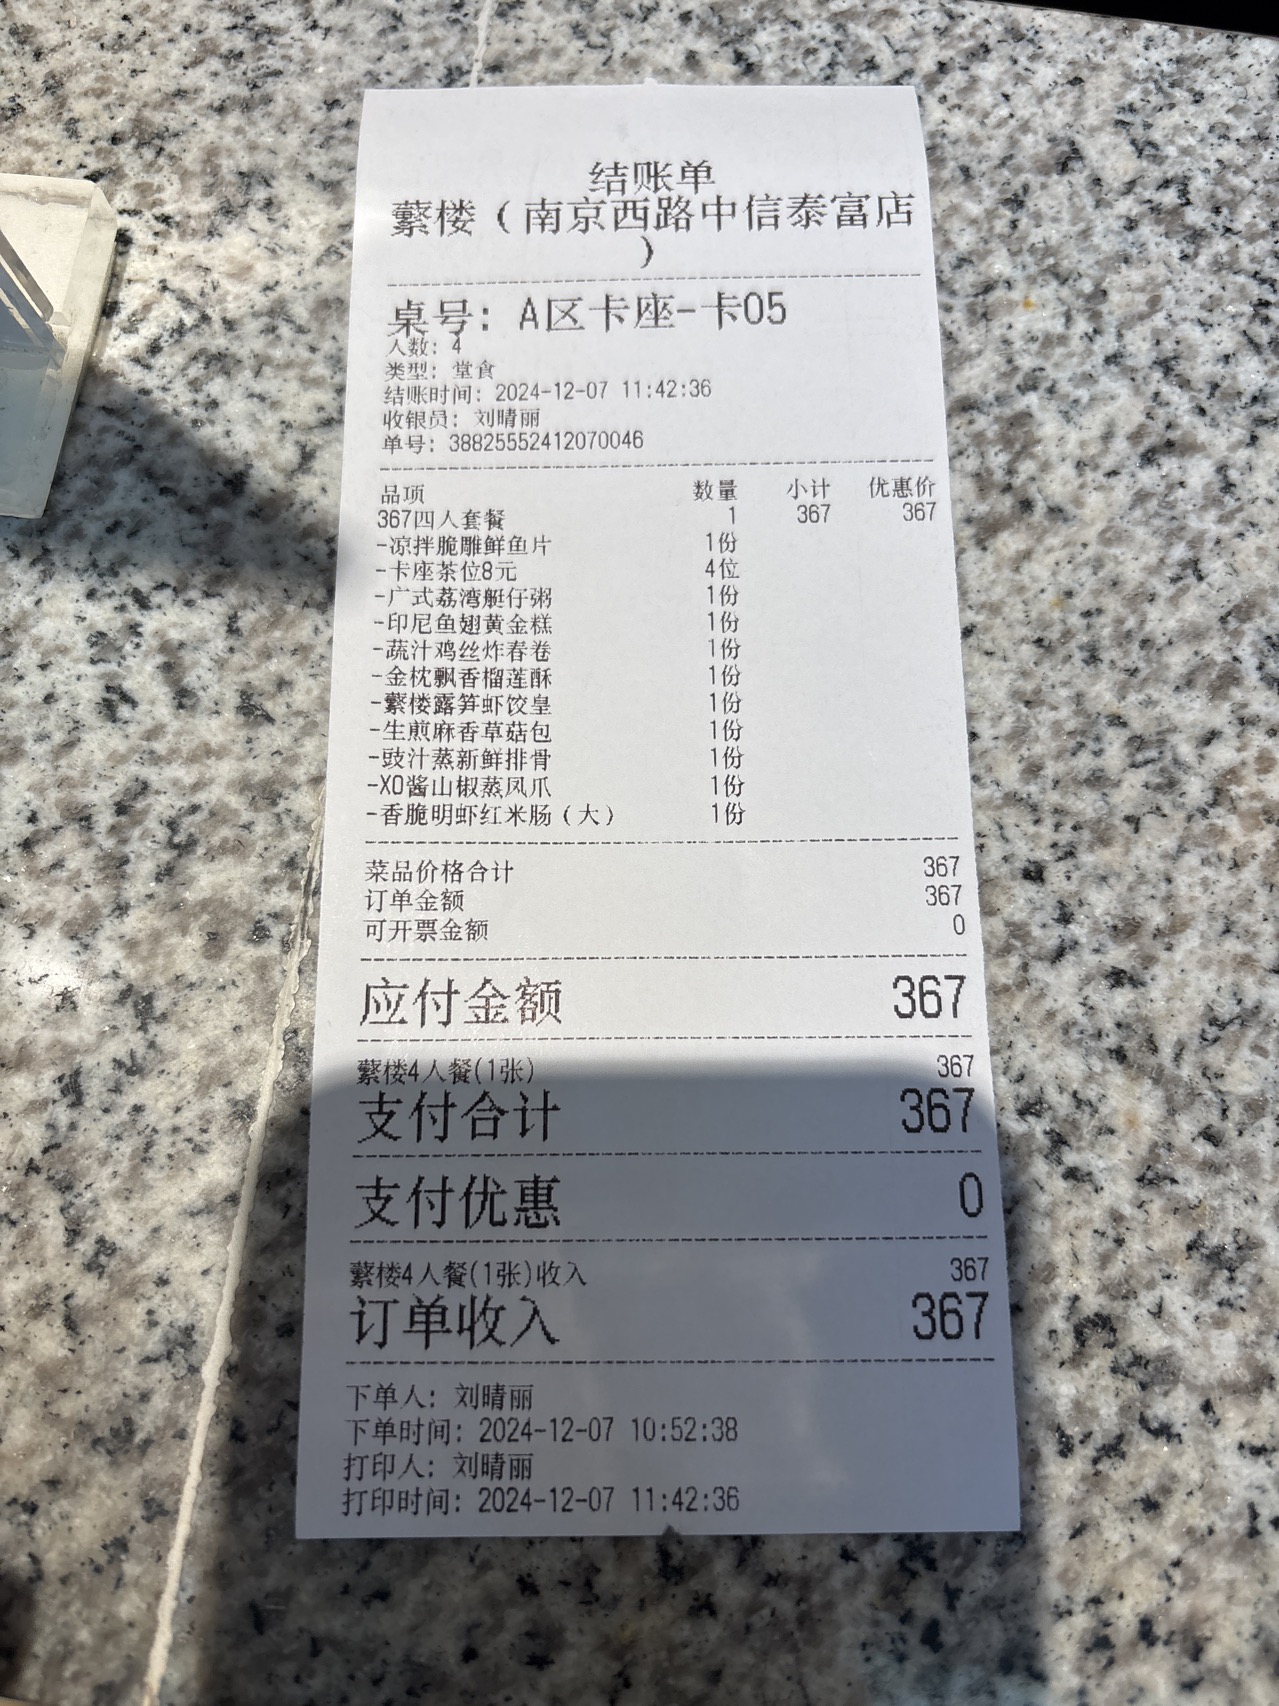 结账单
蘩楼（南京西路中信泰富店
）
桌号：A区卡座-卡05
人数：4
类型：堂食
结账时间：2024-12-07 11:42:36
收银员：刘晴丽
单号：38825552412070046
品项 数量 小计 优惠价
367四人套餐 1 367 367
-凉拌脆雕鲜鱼片 1份
-卡座茶位8元 4位
-广式荔湾艇仔粥 1份
-印尼鱼翅黄金糕 1份
-蔬汁鸡丝炸春卷 1份
-金枕飘香榴莲酥 1份
-蘩楼露笋虾饺皇 1份
-生煎麻香草菇包 1份
-豉汁蒸新鲜排骨 1份
-XO酱山椒蒸凤爪 1份
-香脆明虾红米肠（大） 1份
菜品价格合计 367
订单金额 367
可开票金额 0
应付金额 367
蘩楼4人餐(1张) 367
支付合计 367
支付优惠 0
蘩楼4人餐(1张)收入 367
订单收入 367
下单人：刘晴丽
下单时间：2024-12-07 10:52:38
打印人：刘晴丽
打印时间：2024-12-07 11:42:36